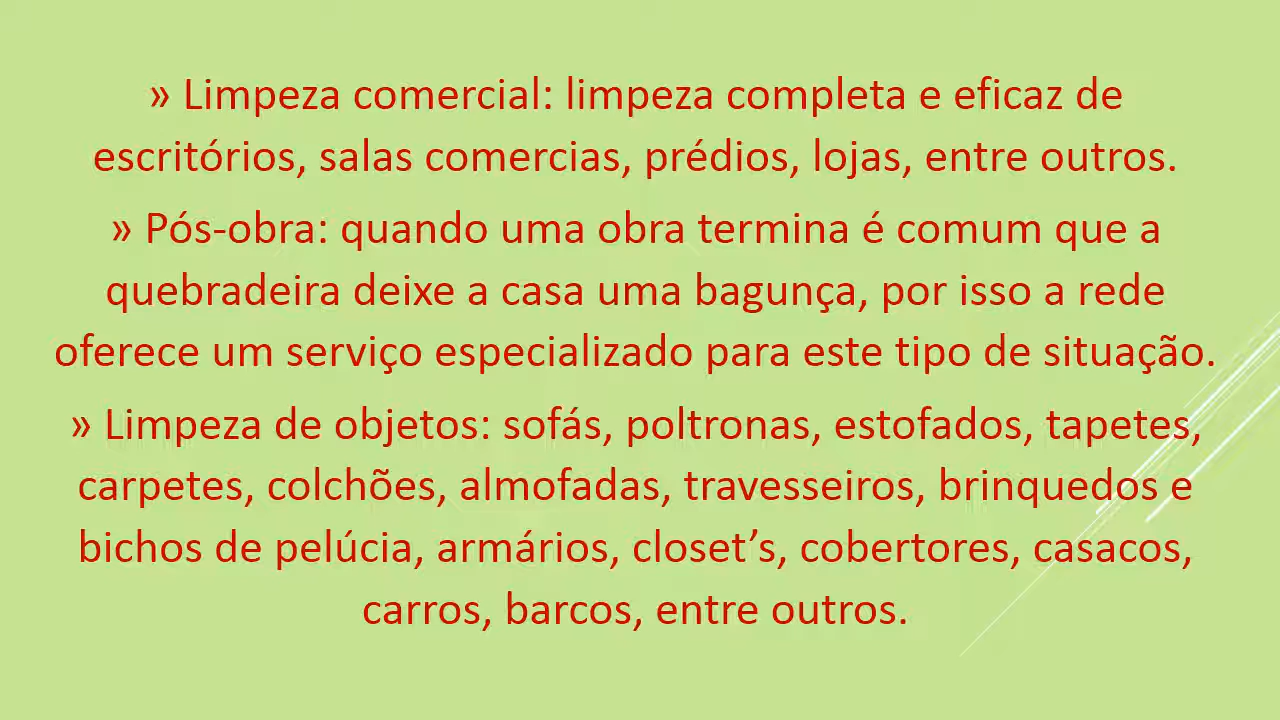 » Limpeza comercial: limpeza completa e eficaz de
escritórios, salas comercias, prédios, lojas, entre outros.
» Pós-obra: quando uma obra termina é comum que a
quebradeira deixe a casa uma bagunça, por isso a rede
oferece um serviço especializado para este tipo de situação.
» Limpeza de objetos: sofás, poltronas, estofados, tapetes,
carpetes, colchões, almofadas, travesseiros, brinquedos e
bichos de pelúcia, armários, closet’s, cobertores, casacos,
carros, barcos, entre outros.